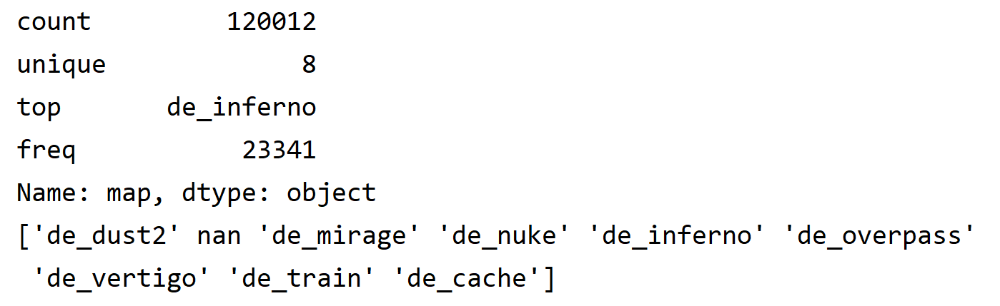 count         120012
unique             8
top       de_inferno
freq           23341
Name: map, dtype: object
['de_dust2' nan 'de_mirage' 'de_nuke' 'de_inferno' 'de_overpass'
 'de_vertigo' 'de_train' 'de_cache']